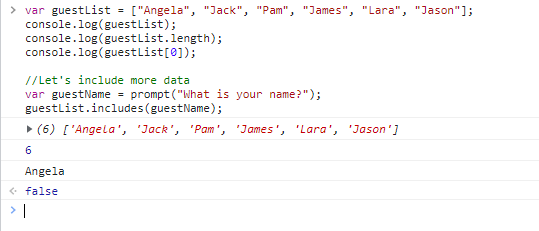 > var guestList = ["Angela", "Jack", "Pam", "James", "Lara", "Jason"];
console.log(guestList);
console.log(guestList.length);
console.log(guestList[0]);

//Let's include more data
var guestName = prompt("What is your name?");
guestList.includes(guestName);
▶ (6) ['Angela', 'Jack', 'Pam', 'James', 'Lara', 'Jason']
6
Angela
<· false
>